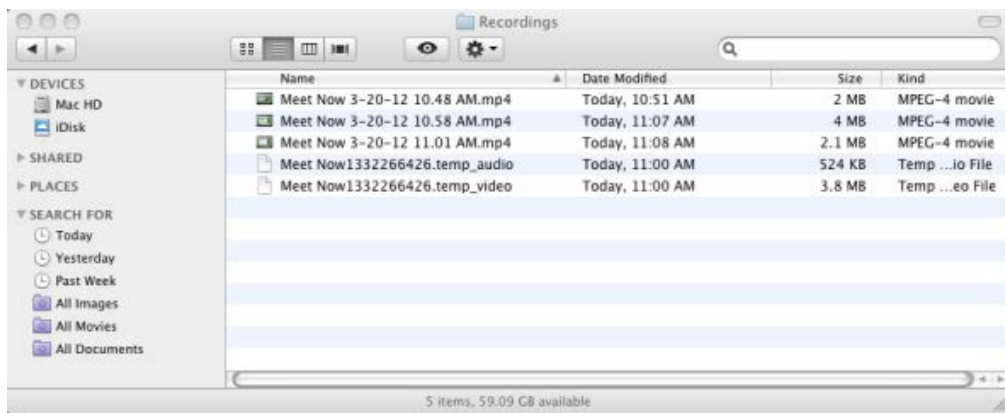 Recordings
DEVICES
Mac HD
iDisk
SHARED
PLACES
SEARCH FOR
Today
Yesterday
Past Week
All Images
All Movies
All Documents
Name Date Modified Size Kind
Meet Now 3-20-12 10.48 AM.mp4 Today, 10:51 AM 2 MB MPEG-4 movie
Meet Now 3-20-12 10.58 AM.mp4 Today, 11:07 AM 4 MB MPEG-4 movie
Meet Now 3-20-12 11.01 AM.mp4 Today, 11:08 AM 2.1 MB MPEG-4 movie
Meet Now1332266426.temp_audio Today, 11:00 AM 524 KB Temp ...io File
Meet Now1332266426.temp_video Today, 11:00 AM 3.8 MB Temp ...eo File
5 items, 59.09 GB available